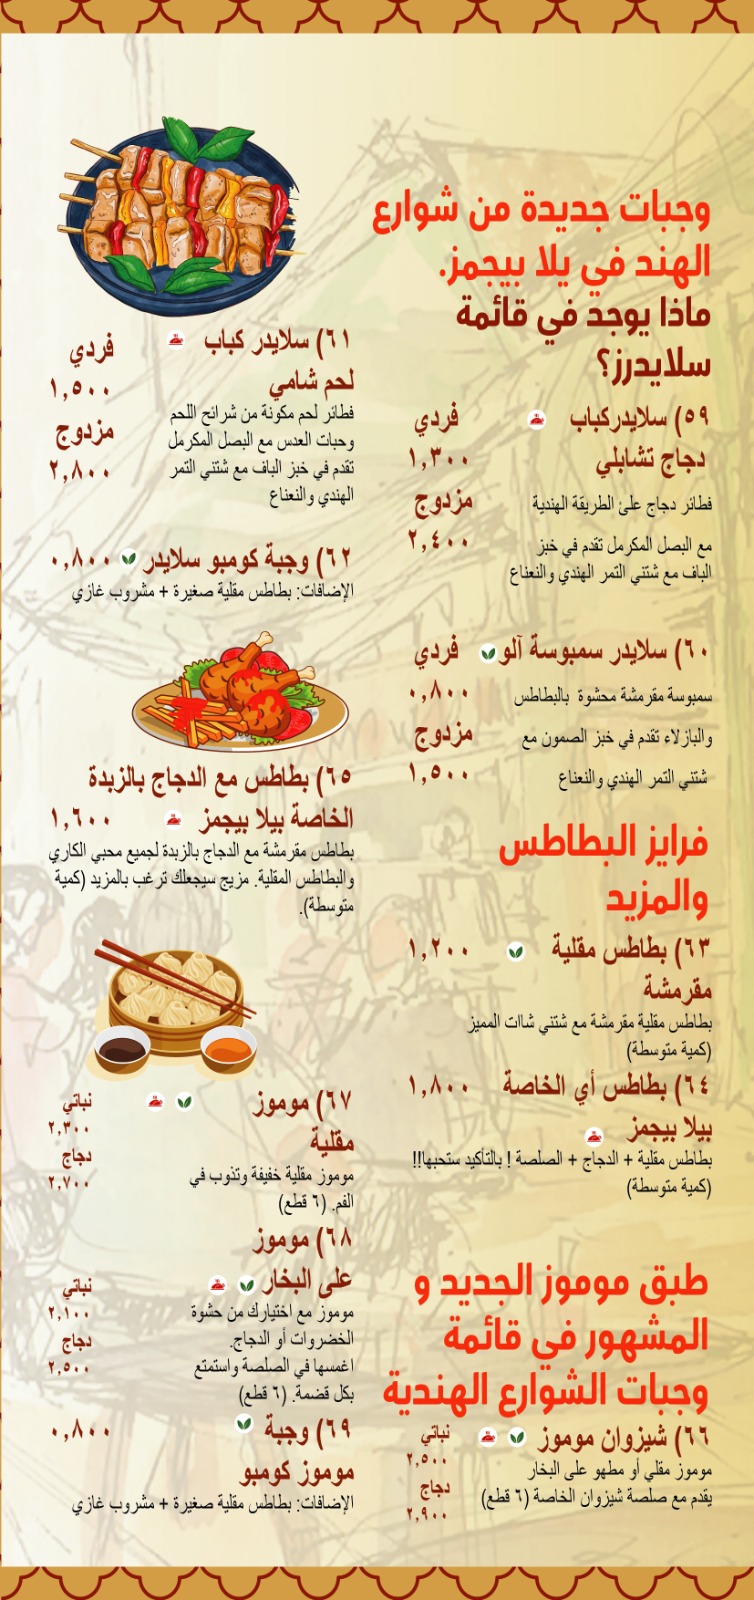 وجبات جديدة من شوارع
الهند في يلا بيجمز.
ماذا يوجد في قائمة
سلايدرز؟
٥٩) سلايدركباب فردي
دجاج تشابلي ١,٣٠٠
فطائر دجاج على الطريقة الهندية مزدوج
مع البصل المكرمل تقدم في خبز ٢,٤٠٠
الباف مع شتني التمر الهندي والنعناع
٦٠) سلايدر سمبوسة آلو فردي
سمبوسة مقرمشة محشوة بالبطاطس ٠,٨٠٠
والبازلاء تقدم في خبز الصمون مع مزدوج
شتني التمر الهندي والنعناع ١,٥٠٠
فرايز البطاطس
والمزيد
٦٣) بطاطس مقلية ١,٢٠٠
مقرمشة
بطاطس مقلية مقرمشة مع شتني شاات المميز
(كمية متوسطة)
٦٤) بطاطس أي الخاصة ١,٨٠٠
بيلا بيجمز
بطاطس مقلية + الدجاج + الصلصة ! بالتأكيد ستحبها!!
(كمية متوسطة)
طبق موموز الجديد و
المشهور في قائمة
وجبات الشوارع الهندية
٦٦) شيزوان موموز نباتي
٢,٥٠٠
موموز مقلي أو مطهو على البخار
دجاج
يقدم مع صلصة شيزوان الخاصة (٦ قطع)
٢,٩٠٠
٦١) سلايدر كباب فردي
لحم شامي ١,٥٠٠
فطائر لحم مكونة من شرائح اللحم
وحبات العدس مع البصل المكرمل مزدوج
تقدم في خبز الباف مع شتني التمر ٢,٨٠٠
الهندي والنعناع
٦٢) وجبة كومبو سلايدر ٠,٨٠٠
الإضافات: بطاطس مقلية صغيرة + مشروب غازي
٦٥) بطاطس مع الدجاج بالزبدة
الخاصة بيلا بيجمز ١,٦٠٠
بطاطس مقرمشة مع الدجاج بالزبدة لجميع محبي الكاري
والبطاطس المقلية. مزيج سيجعلك ترغب بالمزيد (كمية
متوسطة).
٦٧) موموز نباتي
٢,٣٠٠
مقلية دجاج
موموز مقلية خفيفة وتذوب في ٢,٧٠٠
الفم. (٦ قطع)
٦٨) موموز
على البخار نباتي
موموز مع اختيارك من حشوة ٢,١٠٠
الخضروات أو الدجاج. دجاج
اغمسها في الصلصة واستمتع ٢,٥٠٠
بكل قضمة. (٦ قطع)
٦٩) وجبة ٠,٨٠٠
موموز كومبو
الإضافات: بطاطس مقلية صغيرة + مشروب غازي